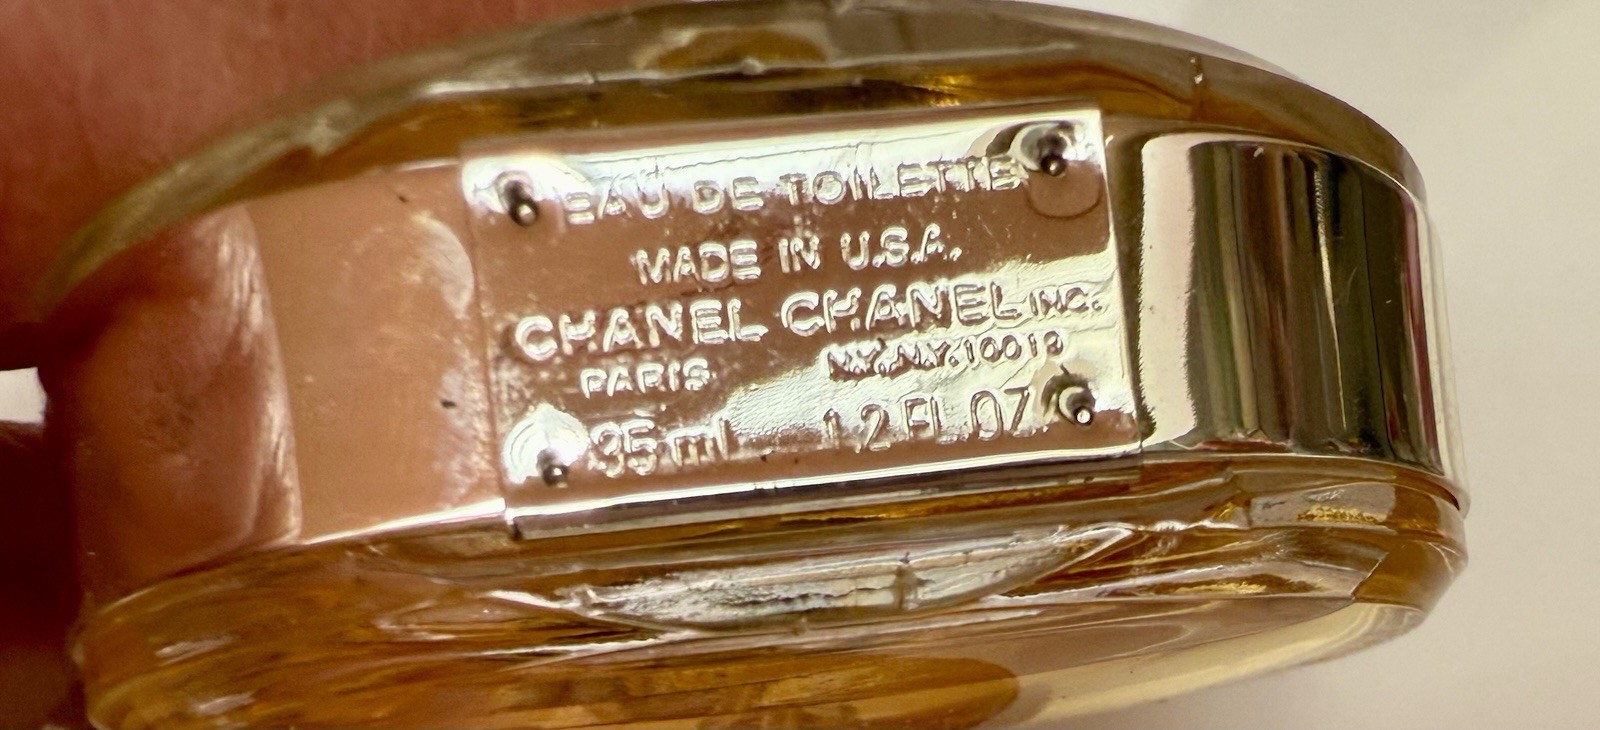 EAU DE TOILETTE
MADE IN U.S.A.
CHANEL CHANEL INC.
PARIS N.Y., N.Y. 10019
35 ml 1.2 FL.OZ.